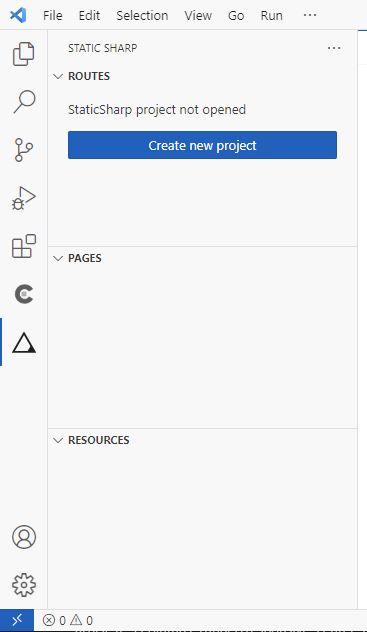 File Edit Selection View Go Run ···
STATIC SHARP ···
ROUTES
StaticSharp project not opened
Create new project
PAGES
RESOURCES
0 0